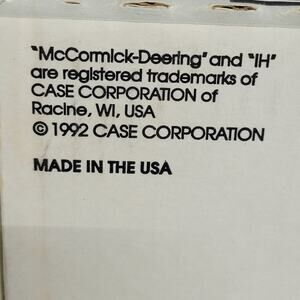 "McCormick-Deering" and "IH"
are registered trademarks of
CASE CORPORATION of
Racine, WI, USA
© 1992 CASE CORPORATION
MADE IN THE USA